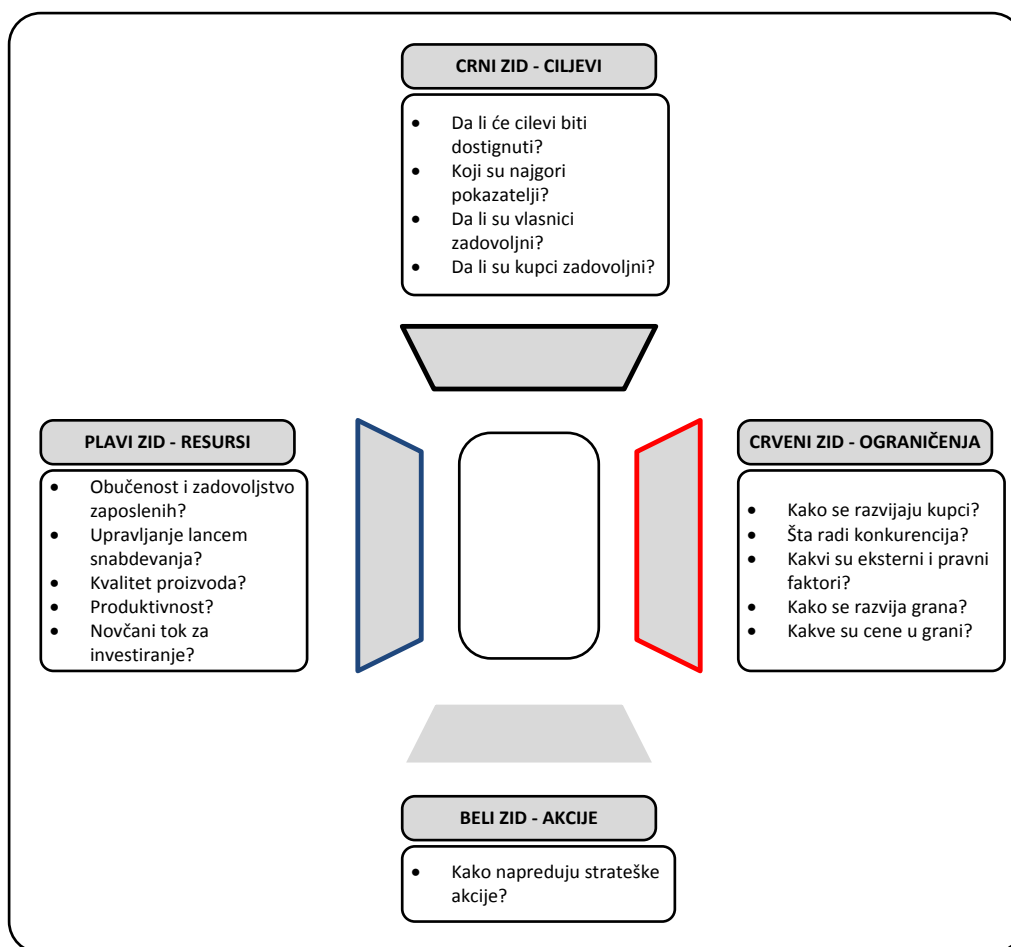 CRNI ZID - CILJEVI
• Da li će cilevi biti
dostignuti?
• Koji su najgori
pokazatelji?
• Da li su vlasnici
zadovoljni?
• Da li su kupci zadovoljni?
PLAVI ZID - RESURSI
• Obučenost i zadovoljstvo
zaposlenih?
• Upravljanje lancem
snabdevanja?
• Kvalitet proizvoda?
• Produktivnost?
• Novčani tok za
investiranje?
CRVENI ZID - OGRANIČENJA
• Kako se razvijaju kupci?
• Šta radi konkurencija?
• Kakvi su eksterni i pravni
faktori?
• Kako se razvija grana?
• Kakve su cene u grani?
BELI ZID - AKCIJE
• Kako napreduju strateške
akcije?